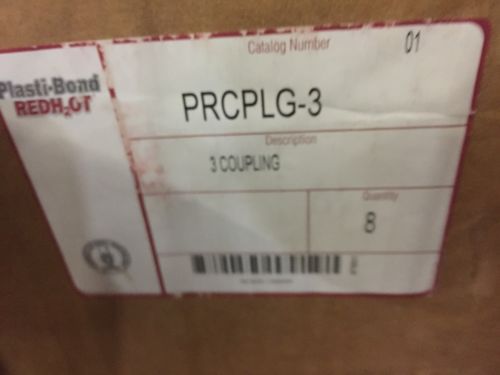 Catalog Number
01
Plasti-Bond
REDH₂OT
PRCPLG-3
Description
3 COUPLING
Quantity
8